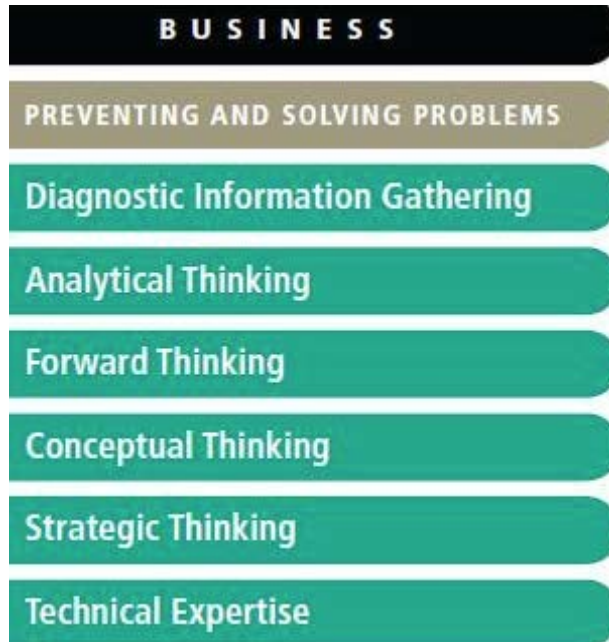 BUSINESS
PREVENTING AND SOLVING PROBLEMS
Diagnostic Information Gathering
Analytical Thinking
Forward Thinking
Conceptual Thinking
Strategic Thinking
Technical Expertise